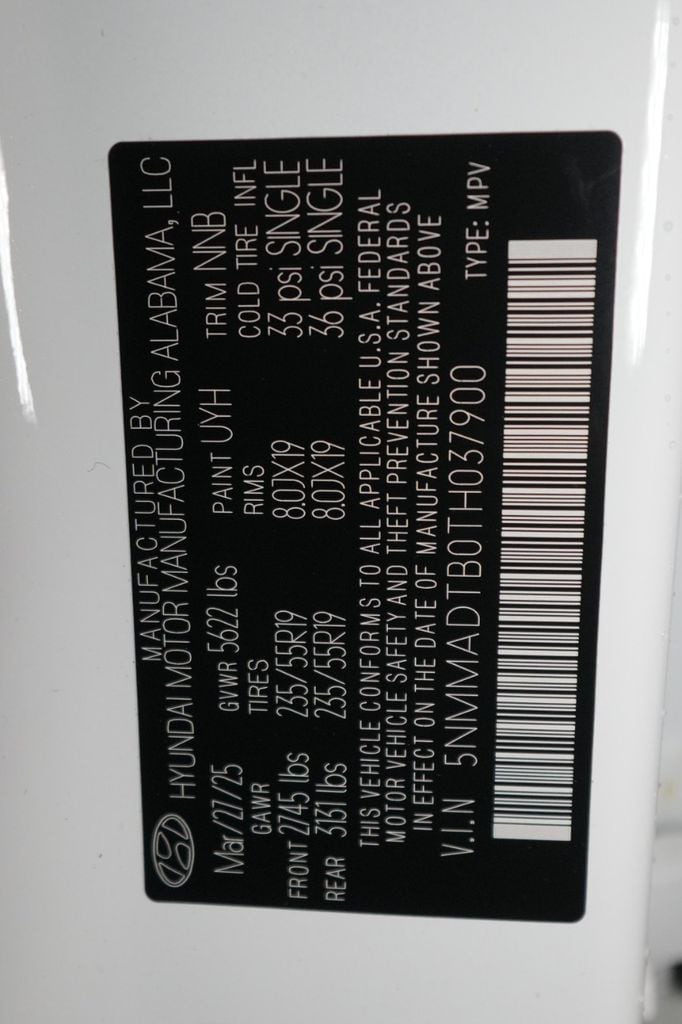 MANUFACTURED BY
HYUNDAI MOTOR MANUFACTURING ALABAMA, LLC
Mar/27/25 GVWR 5622 lbs PAINT UYH TRIM NNB
GAWR TIRES RIMS COLD TIRE INFL
FRONT 2745 lbs 235/55R19 8.0JX19 33 psi SINGLE
REAR 3131 lbs 235/55R19 8.0JX19 36 psi SINGLE
THIS VEHICLE CONFORMS TO ALL APPLICABLE U.S.A. FEDERAL
MOTOR VEHICLE SAFETY AND THEFT PREVENTION STANDARDS
IN EFFECT ON THE DATE OF MANUFACTURE SHOWN ABOVE
V.I.N 5NMMADTB0TH037900 TYPE: MPV